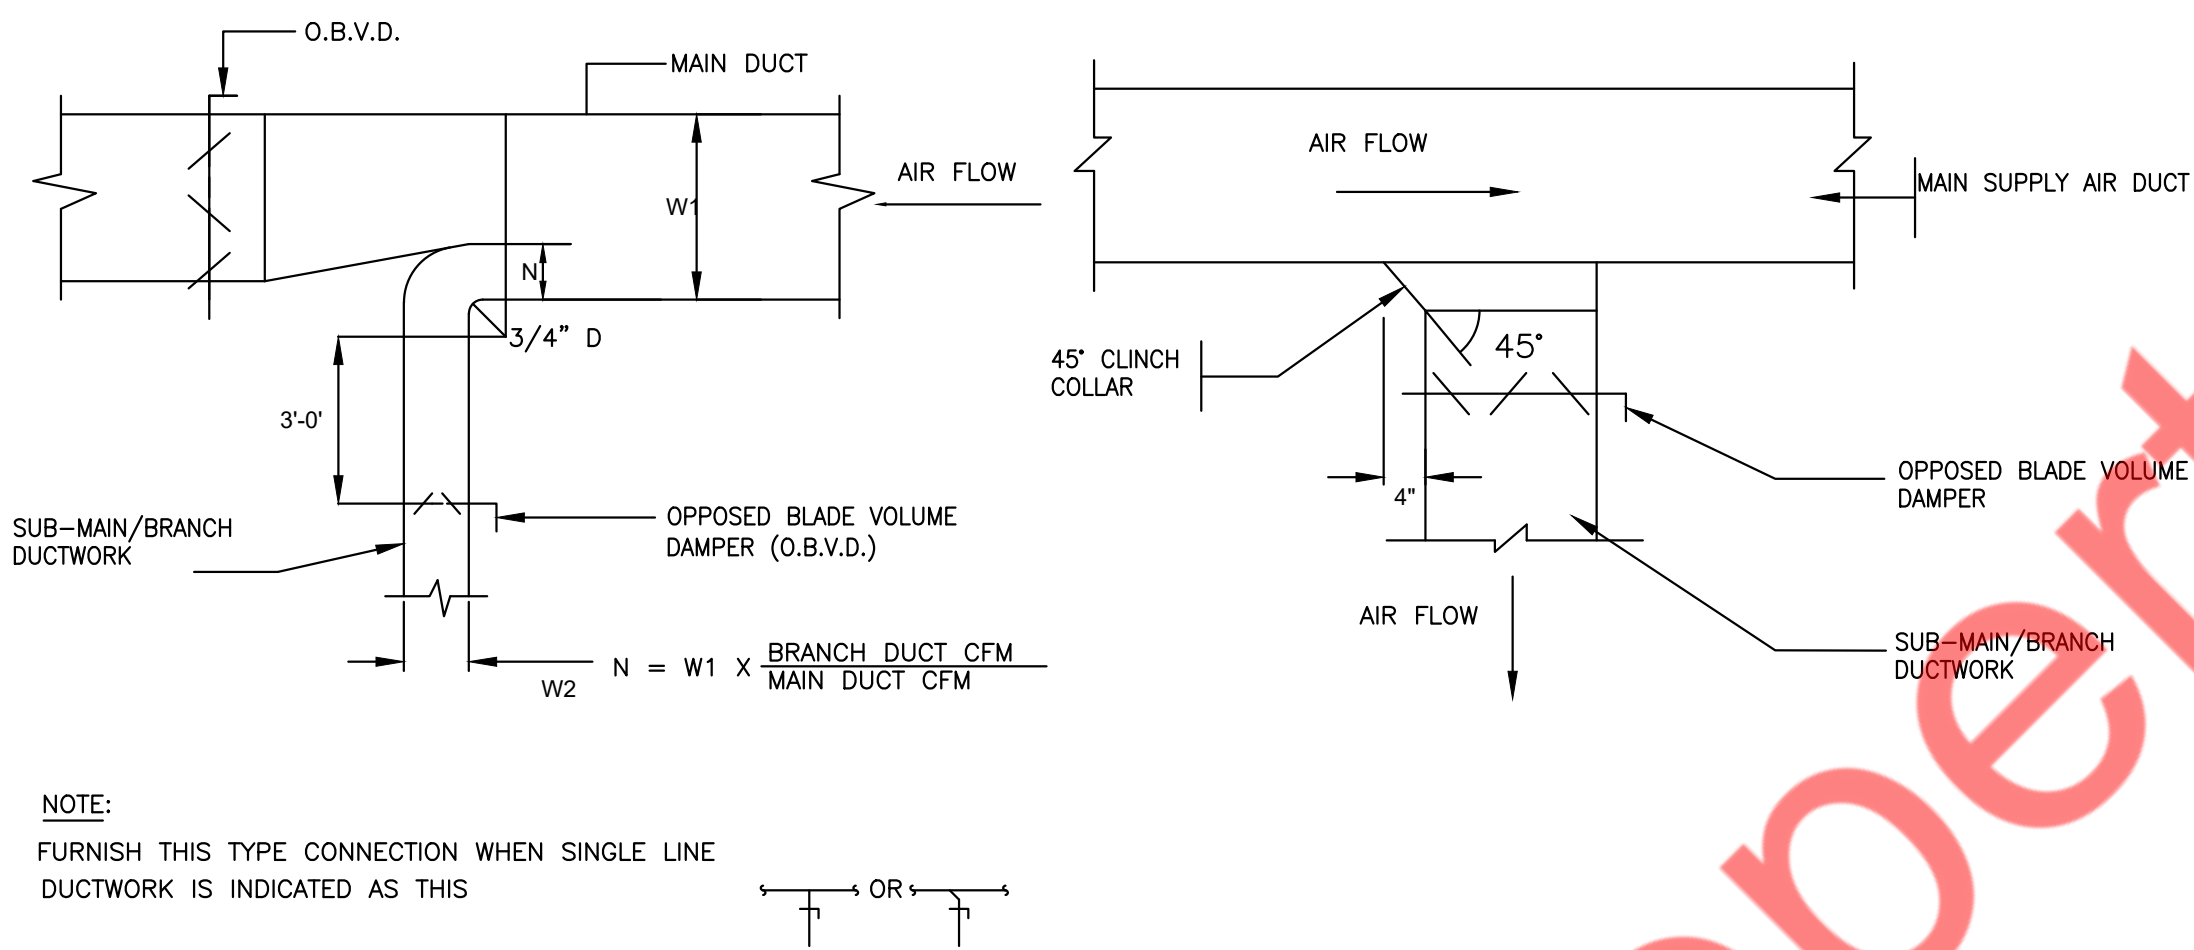 O.B.V.D.
MAIN DUCT
AIR FLOW
W1
N
3/4” D
3'-0'
SUB-MAIN/BRANCH
DUCTWORK
OPPOSED BLADE VOLUME
DAMPER (O.B.V.D.)
W2
N = W1 X BRANCH DUCT CFM
MAIN DUCT CFM
AIR FLOW
MAIN SUPPLY AIR DUCT
45° CLINCH
COLLAR
45°
4"
OPPOSED BLADE VOLUME
DAMPER
AIR FLOW
SUB-MAIN/BRANCH
DUCTWORK
NOTE:
FURNISH THIS TYPE CONNECTION WHEN SINGLE LINE
DUCTWORK IS INDICATED AS THIS
OR
pert